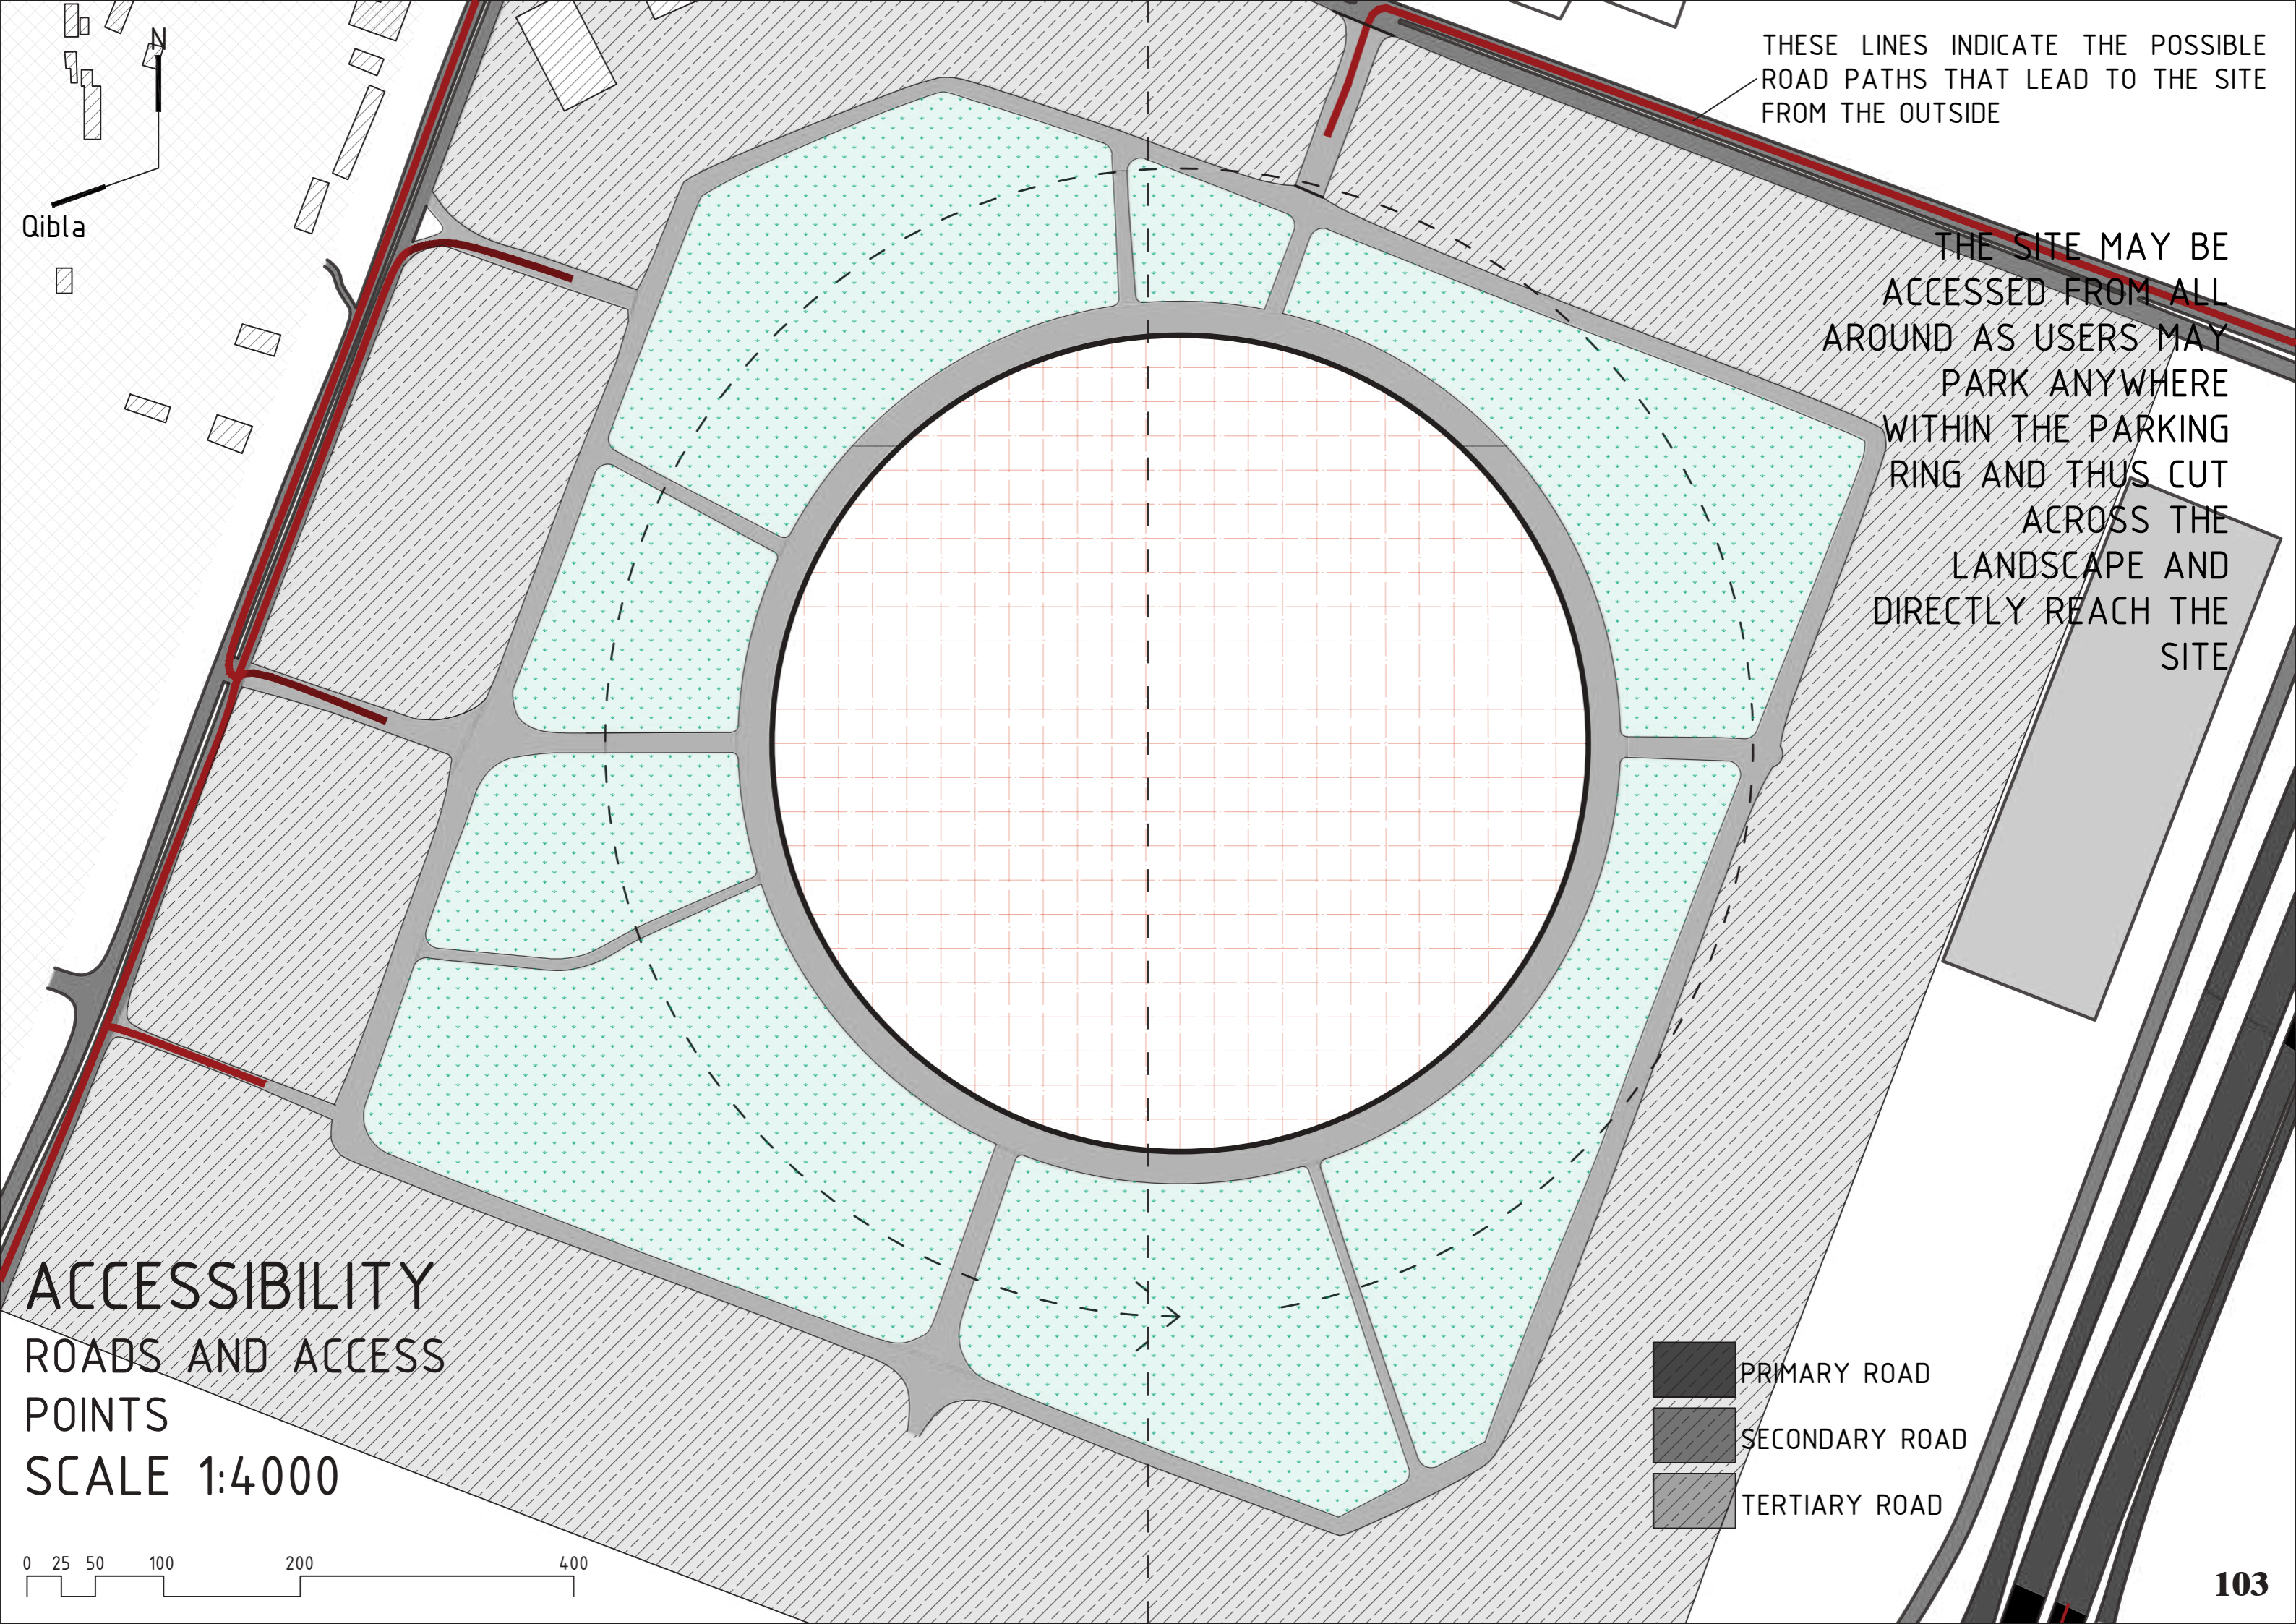 N
Qibla
THESE LINES INDICATE THE POSSIBLE
ROAD PATHS THAT LEAD TO THE SITE
FROM THE OUTSIDE
THE SITE MAY BE
ACCESSED FROM ALL
AROUND AS USERS MAY
PARK ANYWHERE
WITHIN THE PARKING
RING AND THUS CUT
ACROSS THE
LANDSCAPE AND
DIRECTLY REACH THE
SITE
ACCESSIBILITY
ROADS AND ACCESS
POINTS
SCALE 1:4000
0 25 50 100 200 400
PRIMARY ROAD
SECONDARY ROAD
TERTIARY ROAD
103